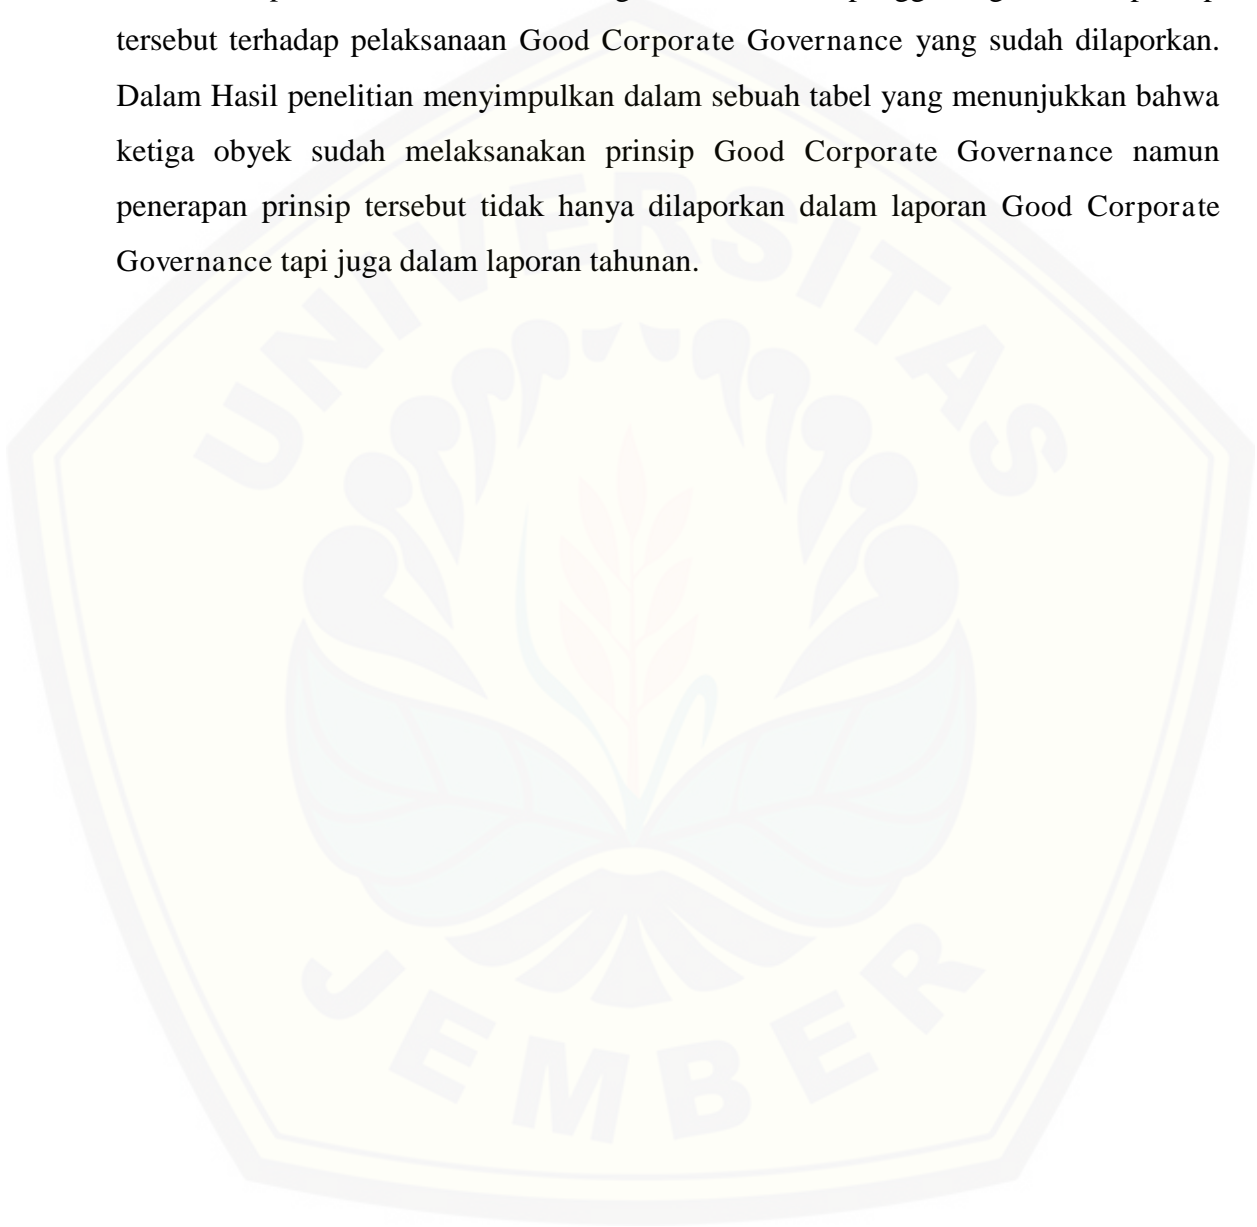 tersebut terhadap pelaksanaan Good Corporate Governance yang sudah dilaporkan.
Dalam Hasil penelitian menyimpulkan dalam sebuah tabel yang menunjukkan bahwa
ketiga obyek sudah melaksanakan prinsip Good Corporate Governance namun
penerapan prinsip tersebut tidak hanya dilaporkan dalam laporan Good Corporate
Governance tapi juga dalam laporan tahunan.
UNIVERSITAS
JEMBER